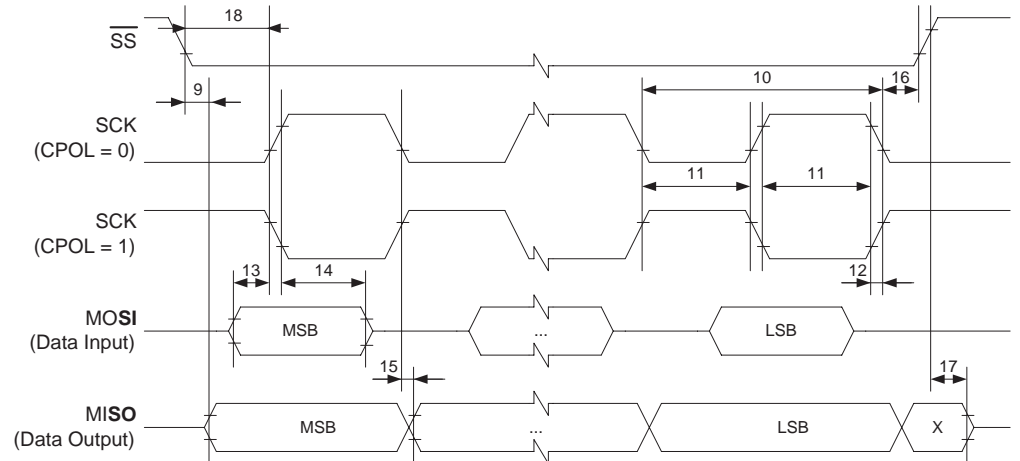 18
SS
10
16
9
SCK
(CPOL = 0)
11
11
SCK
(CPOL = 1)
13
14
12
MOSI
(Data Input)
MSB
...
LSB
15
17
MISO
(Data Output)
MSB
...
LSB
X